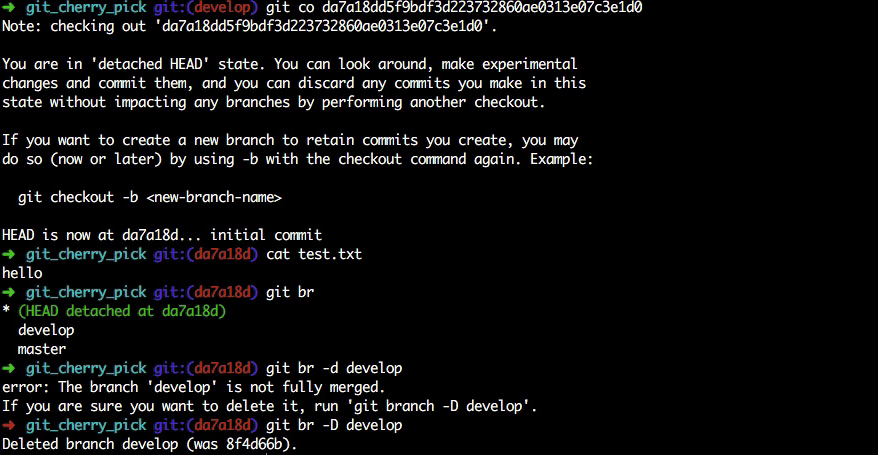 ➜ git_cherry_pick git:(develop) git co da7a18dd5f9bdf3d223732860ae0313e07c3e1d0
Note: checking out 'da7a18dd5f9bdf3d223732860ae0313e07c3e1d0'.
You are in 'detached HEAD' state. You can look around, make experimental
changes and commit them, and you can discard any commits you make in this
state without impacting any branches by performing another checkout.
If you want to create a new branch to retain commits you create, you may
do so (now or later) by using -b with the checkout command again. Example:
git checkout -b <new-branch-name>
HEAD is now at da7a18d... initial commit
➜ git_cherry_pick git:(da7a18d) cat test.txt
hello
➜ git_cherry_pick git:(da7a18d) git br
* (HEAD detached at da7a18d)
develop
master
➜ git_cherry_pick git:(da7a18d) git br -d develop
error: The branch 'develop' is not fully merged.
If you are sure you want to delete it, run 'git branch -D develop'.
➜ git_cherry_pick git:(da7a18d) git br -D develop
Deleted branch develop (was 8f4d66b).